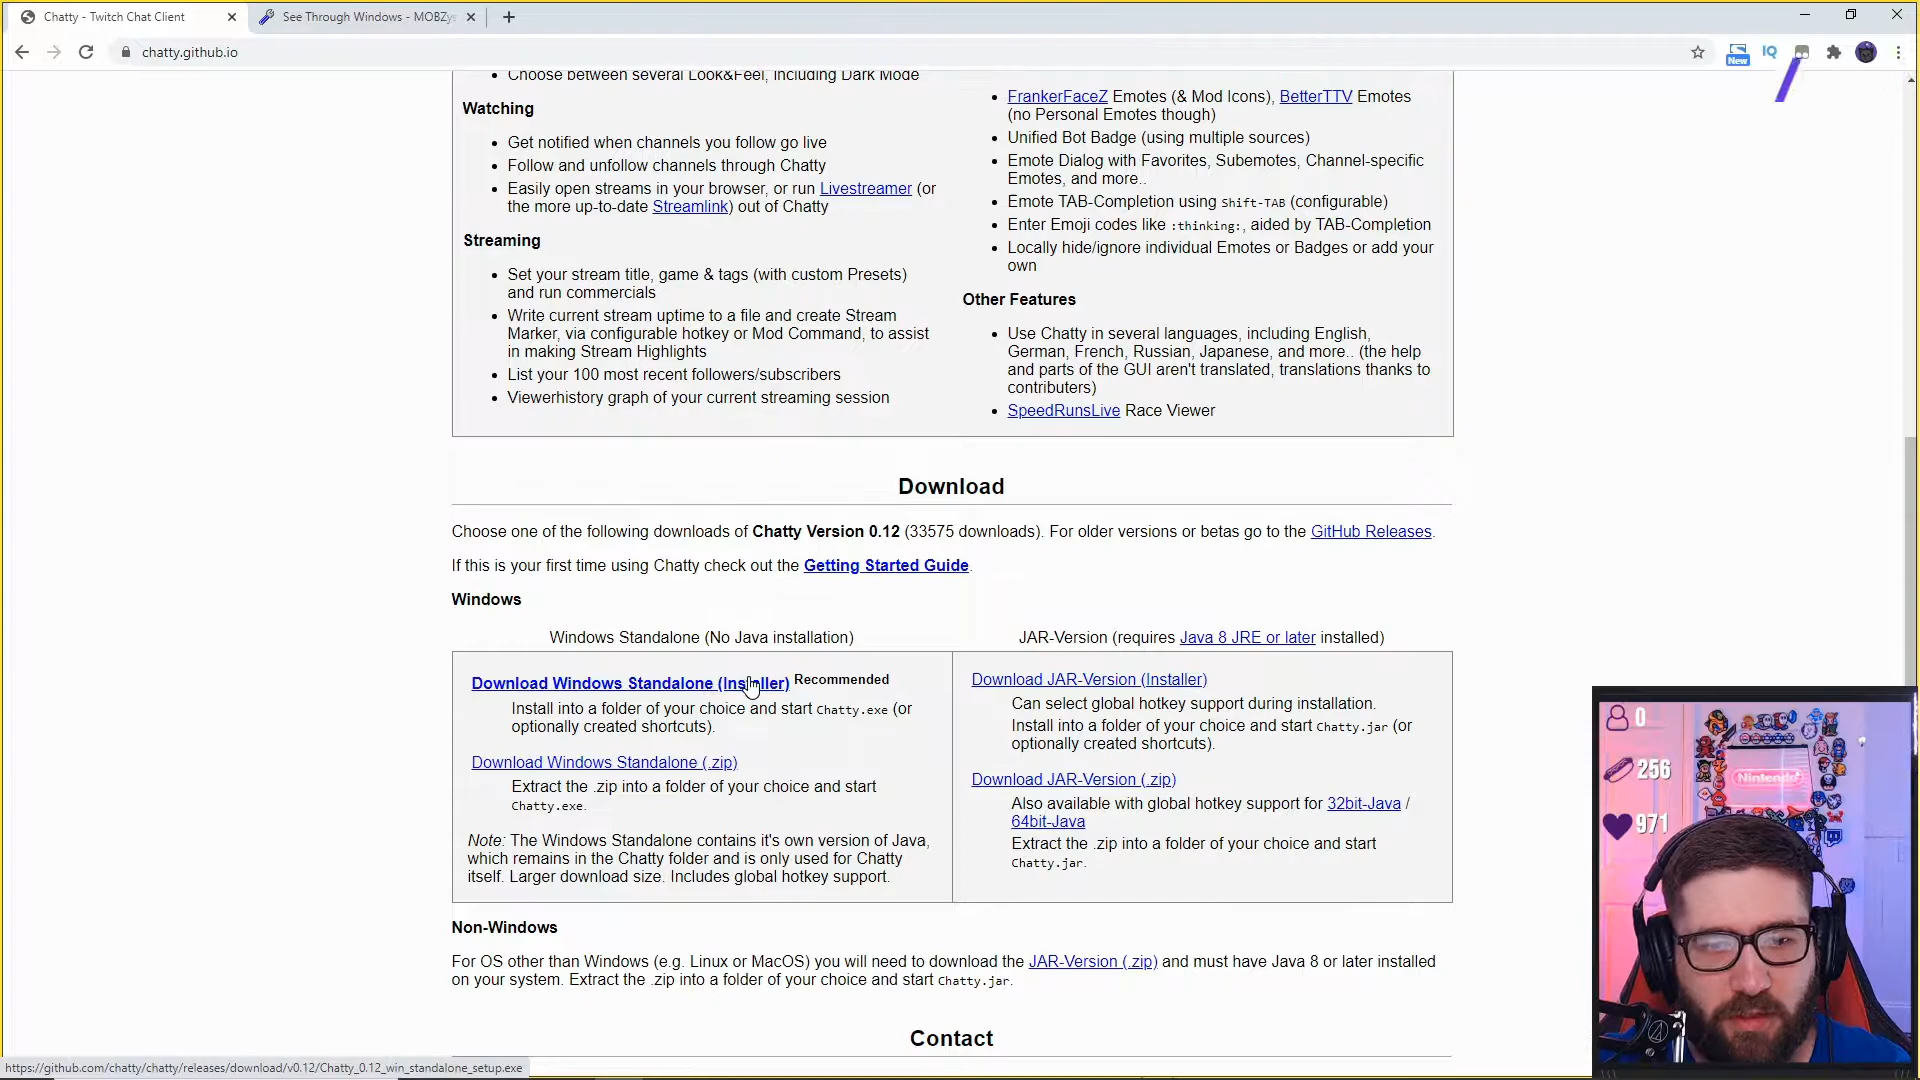 Chatty - Twitch Chat Client
See Through Windows - MOBZys
chatty.github.io
New
IQ
Choose between several Look&Feel, including Dark Mode
Watching
Get notified when channels you follow go live
Follow and unfollow channels through Chatty
Easily open streams in your browser, or run Livestreamer (or
the more up-to-date Streamlink) out of Chatty
Streaming
Set your stream title, game & tags (with custom Presets)
and run commercials
Write current stream uptime to a file and create Stream
Marker, via configurable hotkey or Mod Command, to assist
in making Stream Highlights
List your 100 most recent followers/subscribers
Viewerhistory graph of your current streaming session
FrankerFaceZ Emotes (& Mod Icons), BetterTTV Emotes
(no Personal Emotes though)
Unified Bot Badge (using multiple sources)
Emote Dialog with Favorites, Subemotes, Channel-specific
Emotes, and more..
Emote TAB-Completion using Shift-TAB (configurable)
Enter Emoji codes like :thinking:, aided by TAB-Completion
Locally hide/ignore individual Emotes or Badges or add your
own
Other Features
Use Chatty in several languages, including English,
German, French, Russian, Japanese, and more.. (the help
and parts of the GUI aren't translated, translations thanks to
contributers)
SpeedRunsLive Race Viewer
Download
Choose one of the following downloads of Chatty Version 0.12 (33575 downloads). For older versions or betas go to the GitHub Releases.
If this is your first time using Chatty check out the Getting Started Guide.
Windows
Windows Standalone (No Java installation)
Download Windows Standalone (Installer) Recommended
Install into a folder of your choice and start Chatty.exe (or
optionally created shortcuts).
Download Windows Standalone (.zip)
Extract the .zip into a folder of your choice and start
Chatty.exe.
Note: The Windows Standalone contains it's own version of Java,
which remains in the Chatty folder and is only used for Chatty
itself. Larger download size. Includes global hotkey support.
JAR-Version (requires Java 8 JRE or later installed)
Download JAR-Version (Installer)
Can select global hotkey support during installation.
Install into a folder of your choice and start Chatty.jar (or
optionally created shortcuts).
Download JAR-Version (.zip)
Also available with global hotkey support for 32bit-Java /
64bit-Java
Extract the .zip into a folder of your choice and start
Chatty.jar.
Non-Windows
For OS other than Windows (e.g. Linux or MacOS) you will need to download the JAR-Version (.zip) and must have Java 8 or later installed
on your system. Extract the .zip into a folder of your choice and start Chatty.jar.
Contact
https://github.com/chatty/chatty/releases/download/v0.12/Chatty_0.12_win_standalone_setup.exe
0
256
971
Nintendo